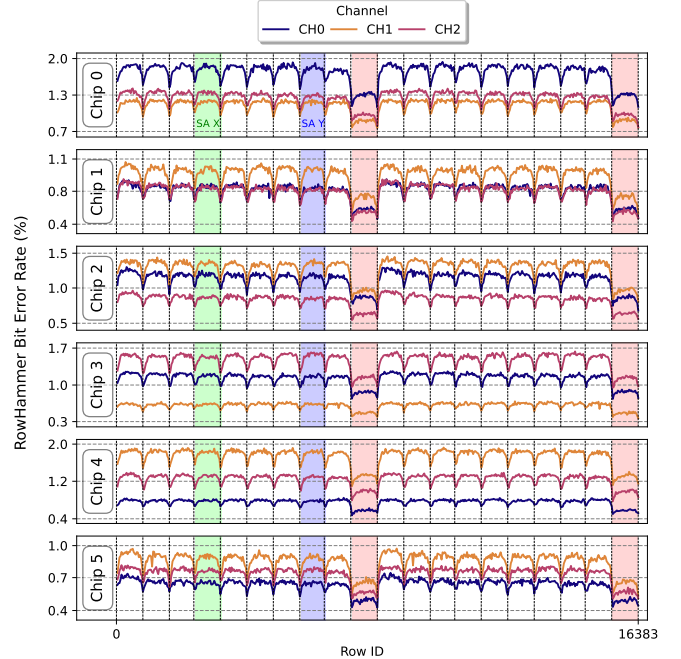 Channel
CH0 CH1 CH2
RowHammer Bit Error Rate (%)
Chip 0
2.0
1.3
0.7
SA X
SA Y
Chip 1
1.1
0.8
0.4
Chip 2
1.5
1.0
0.5
Chip 3
1.7
1.0
0.3
Chip 4
2.0
1.2
0.4
Chip 5
1.0
0.7
0.4
0 16383
Row ID